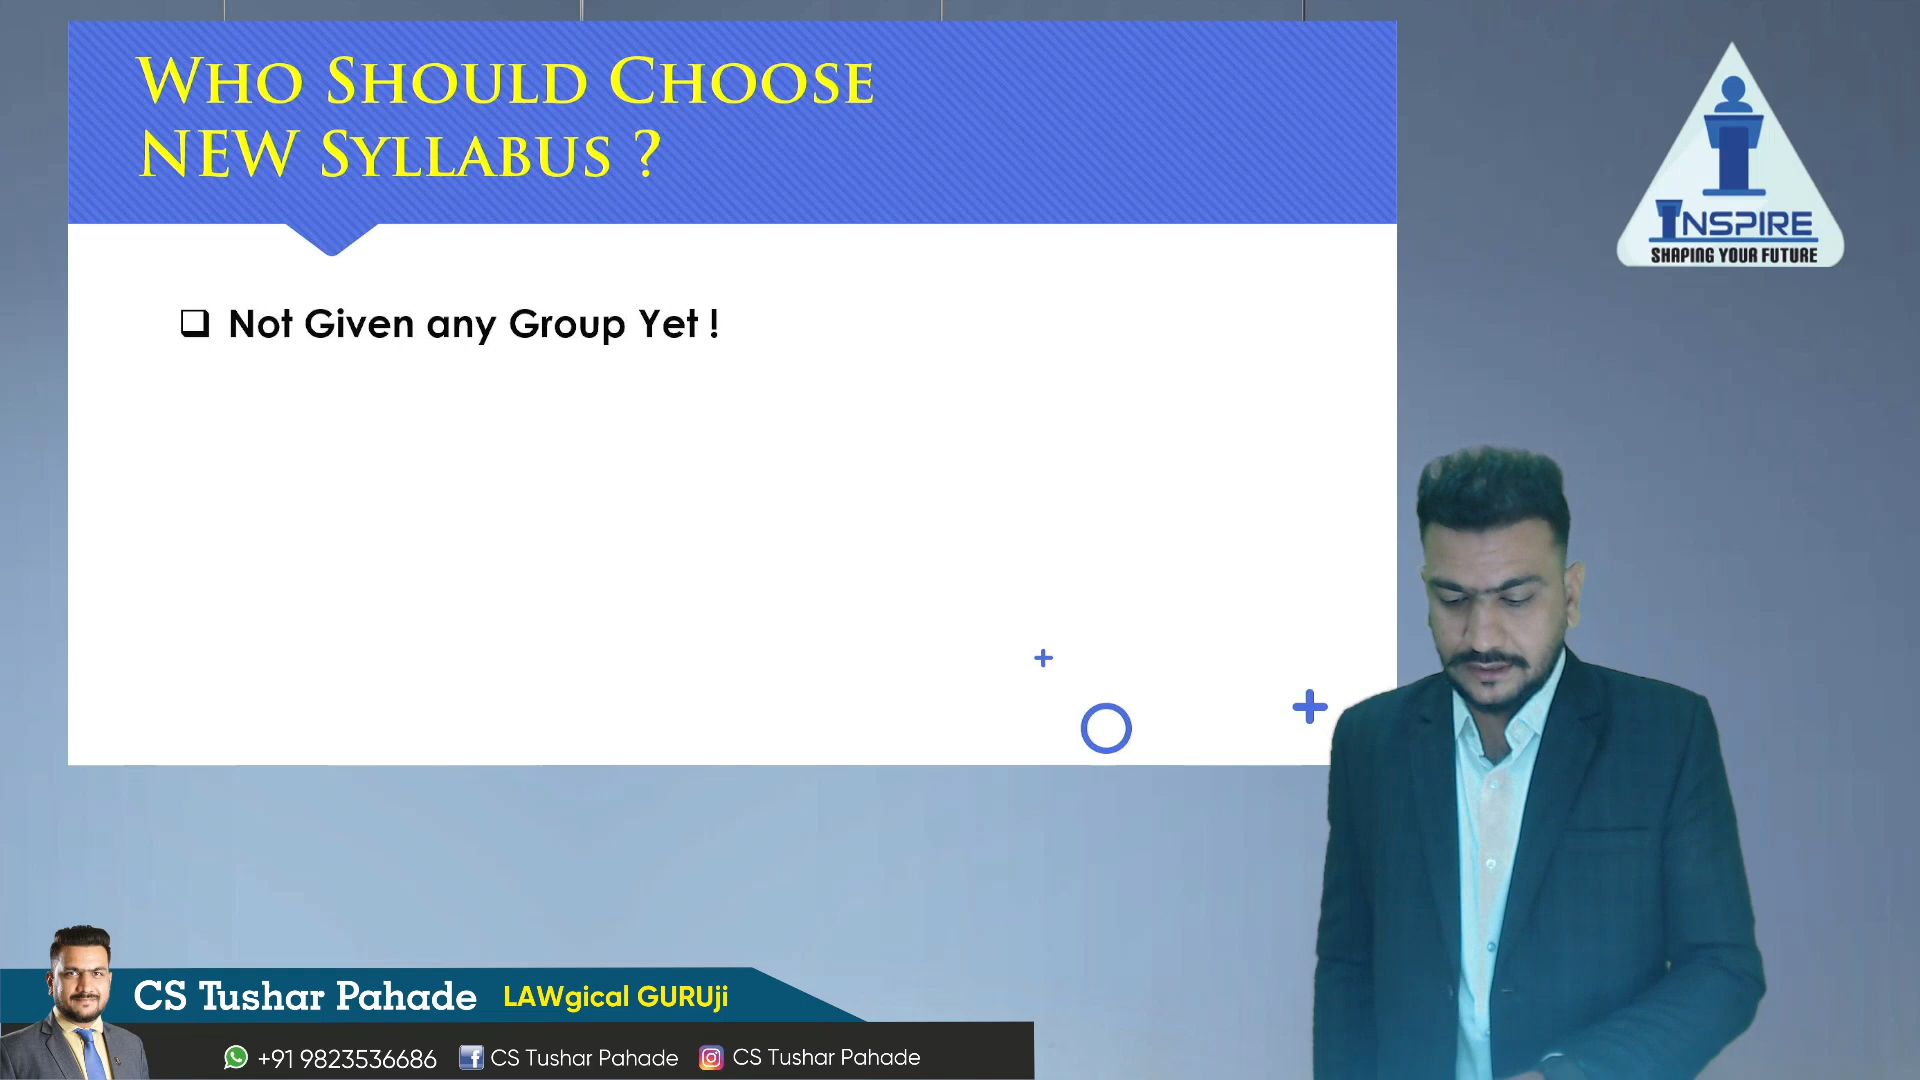 WHO SHOULD CHOOSE
NEW SYLLABUS ?
Not Given any Group Yet !
INSPIRE
SHAPING YOUR FUTURE
CS Tushar Pahade LAWgical GURUji
+91 9823536686 CS Tushar Pahade CS Tushar Pahade